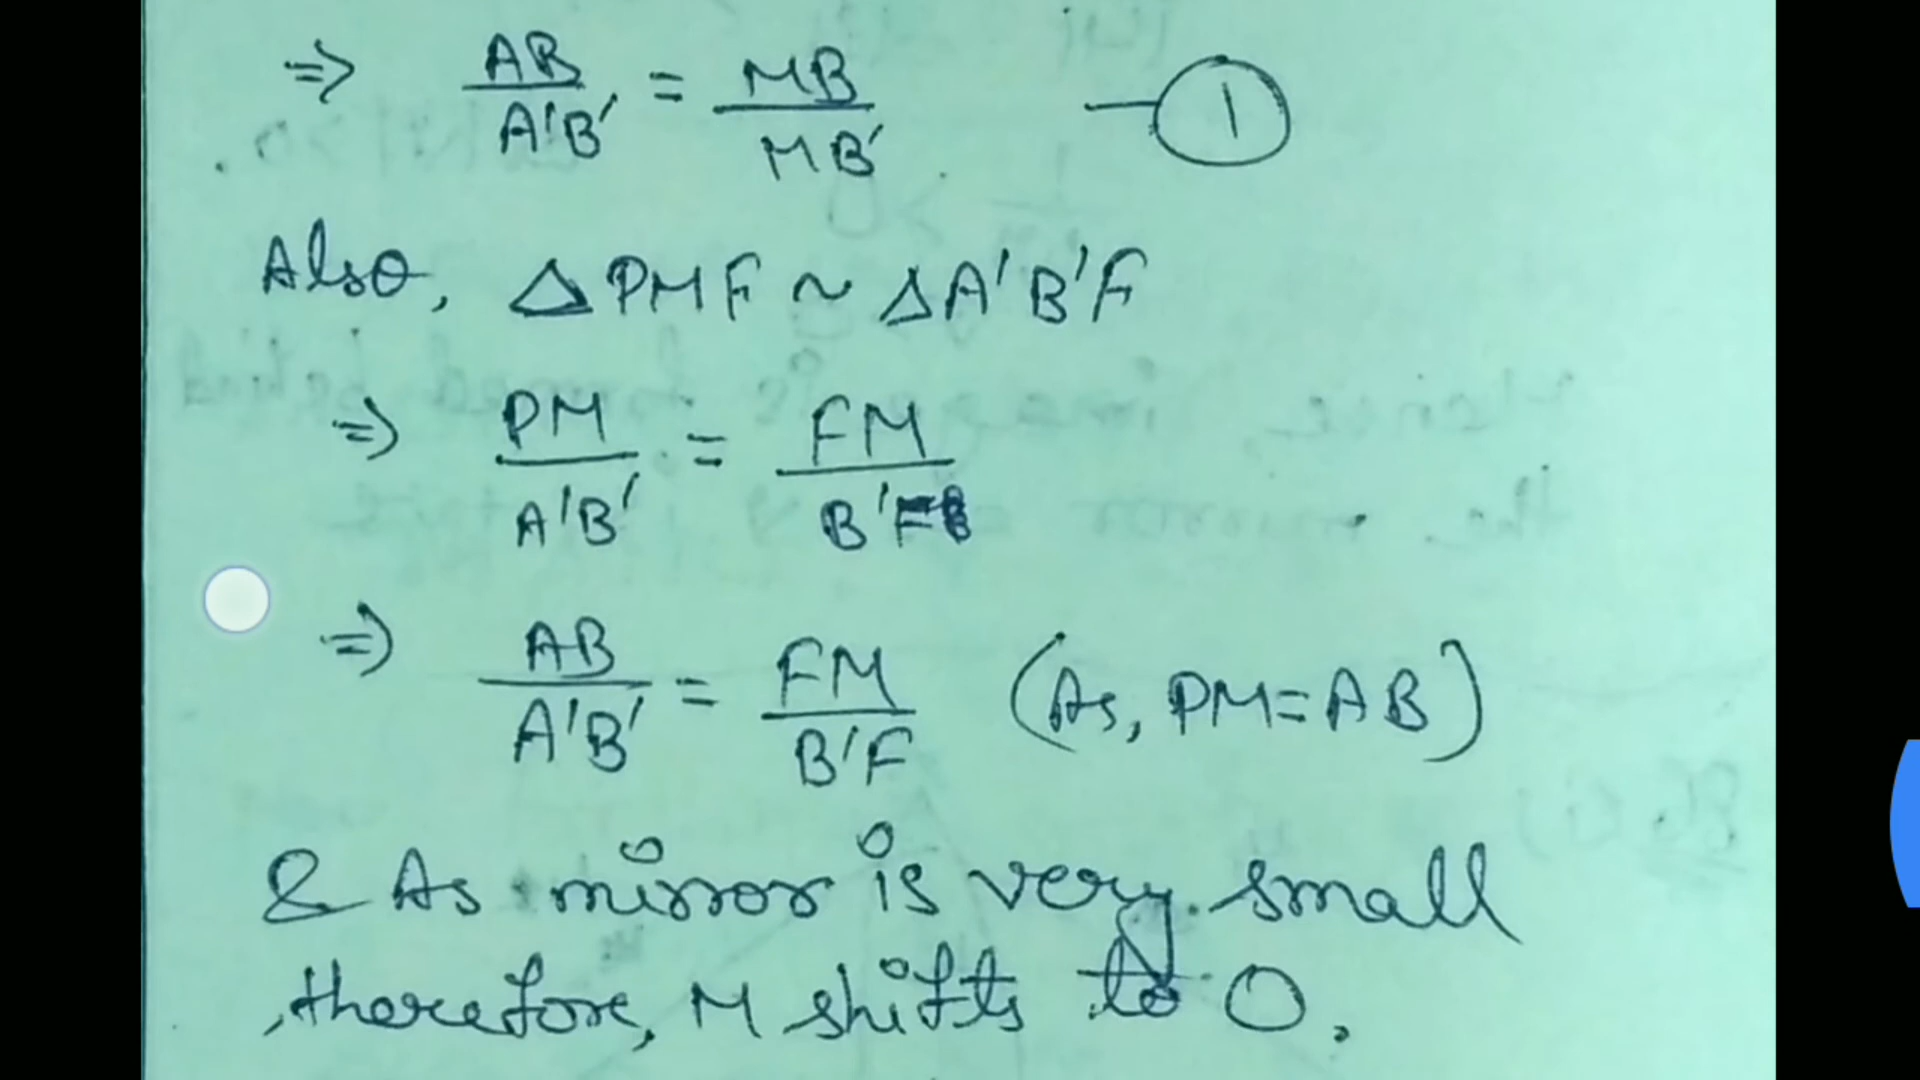 ⇒ AB/A'B' = MB/MB' — 1
Also, △PMF ~ △A'B'F
⇒ PM/A'B' = FM/B'F
⇒ AB/A'B' = FM/B'F (As, PM=AB)
& As mirror is very small
, therefore, M shifts to O.